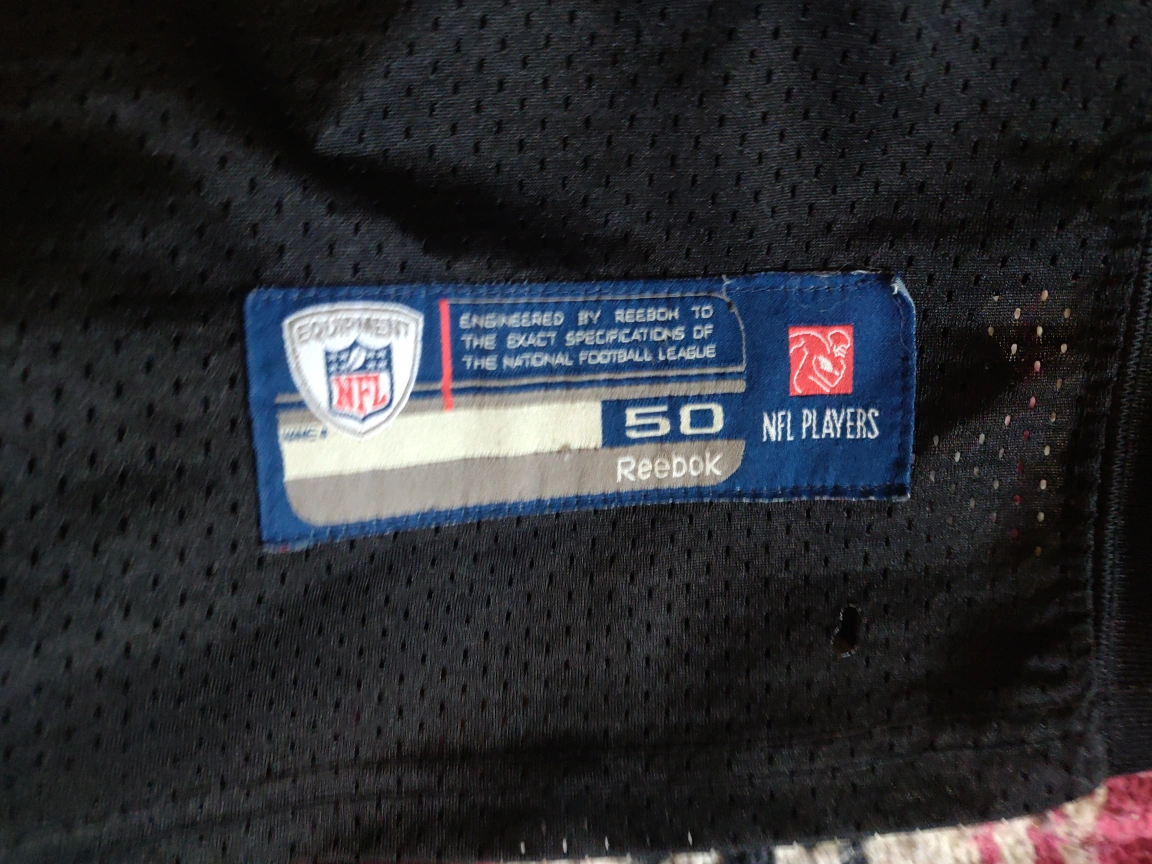 EQUIPMENT
NFL
ENGINEERED BY REEBOK TO
THE EXACT SPECIFICATIONS OF
THE NATIONAL FOOTBALL LEAGUE
50
Reebok
NFL PLAYERS